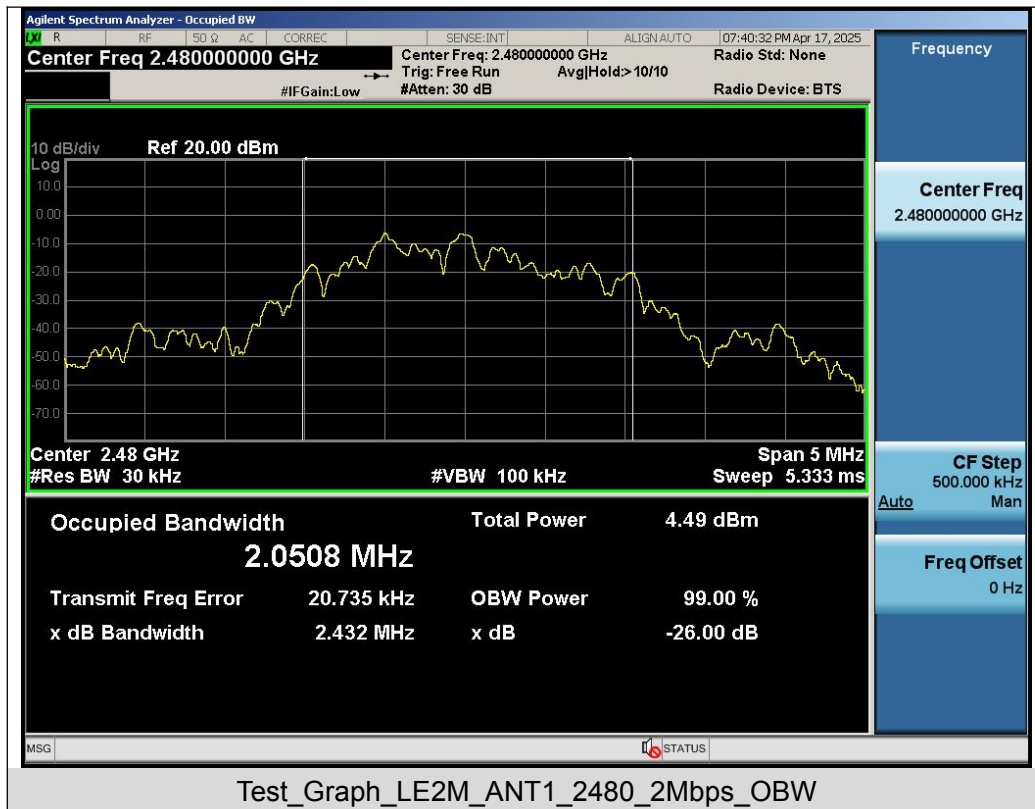 Agilent Spectrum Analyzer - Occupied BW
LXI R RF 50 Ω AC CORREC SENSE:INT ALIGN AUTO 07:40:32 PM Apr 17, 2025
Center Freq 2.480000000 GHz
Center Freq: 2.480000000 GHz
Radio Std: None
Trig: Free Run Avg|Hold:> 10/10
#IFGain:Low
#Atten: 30 dB
Radio Device: BTS
Frequency
10 dB/div Ref 20.00 dBm
Log
10.0
0.00
-10.0
-20.0
-30.0
-40.0
-50.0
-60.0
-70.0
Center 2.48 GHz Span 5 MHz
#Res BW 30 kHz #VBW 100 kHz Sweep 5.333 ms
Center Freq
2.480000000 GHz
CF Step
500.000 kHz
Auto Man
Freq Offset
0 Hz
Occupied Bandwidth Total Power 4.49 dBm
2.0508 MHz
Transmit Freq Error 20.735 kHz OBW Power 99.00 %
x dB Bandwidth 2.432 MHz x dB -26.00 dB
MSG STATUS
Test_Graph_LE2M_ANT1_2480_2Mbps_OBW